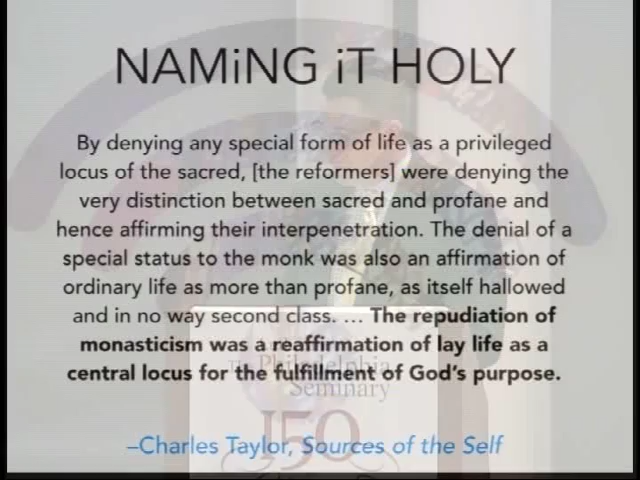 NAMiNG iT HOLY
By denying any special form of life as a privileged
locus of the sacred, [the reformers] were denying the
very distinction between sacred and profane and
hence affirming their interpenetration. The denial of a
special status to the monk was also an affirmation of
ordinary life as more than profane, as itself hallowed
and in no way second class. … The repudiation of
monasticism was a reaffirmation of lay life as a
central locus for the fulfillment of God's purpose.
The Philadelphia
Seminary
150
–Charles Taylor, Sources of the Self